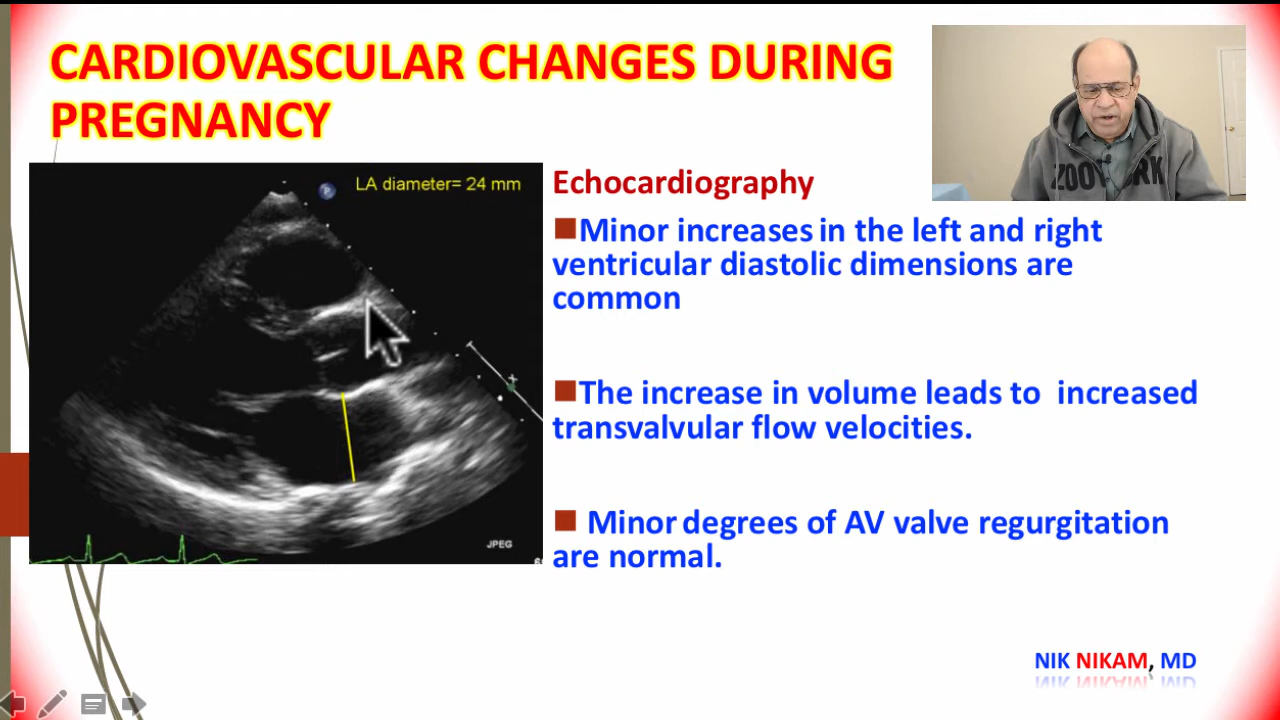 CARDIOVASCULAR CHANGES DURING
PREGNANCY
LA diameter= 24 mm
JPEG
Echocardiography
Minor increases in the left and right
ventricular diastolic dimensions are
common
The increase in volume leads to increased
transvalvular flow velocities.
Minor degrees of AV valve regurgitation
are normal.
NIK NIKAM, MD